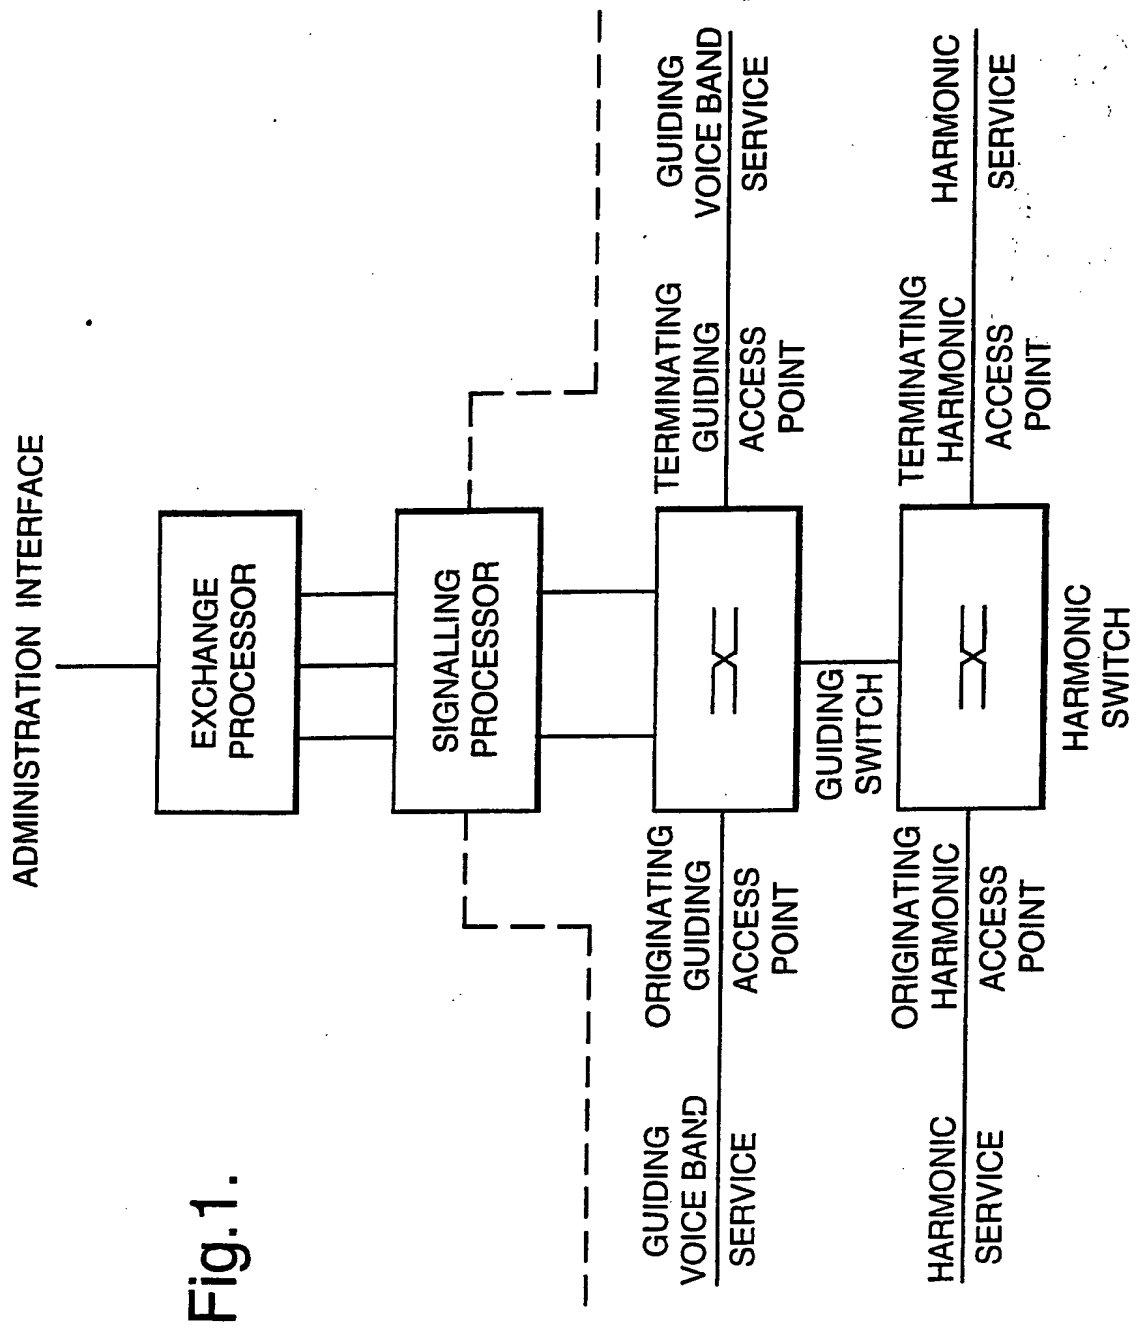 Fig.1.
ADMINISTRATION INTERFACE
EXCHANGE
PROCESSOR
SIGNALLING
PROCESSOR
GUIDING
VOICE BAND
SERVICE
ORIGINATING
GUIDING
ACCESS
POINT
TERMINATING
GUIDING
ACCESS
POINT
GUIDING
VOICE BAND
SERVICE
GUIDING
SWITCH
HARMONIC
SERVICE
ORIGINATING
HARMONIC
ACCESS
POINT
TERMINATING
HARMONIC
ACCESS
POINT
HARMONIC
SERVICE
HARMONIC
SWITCH